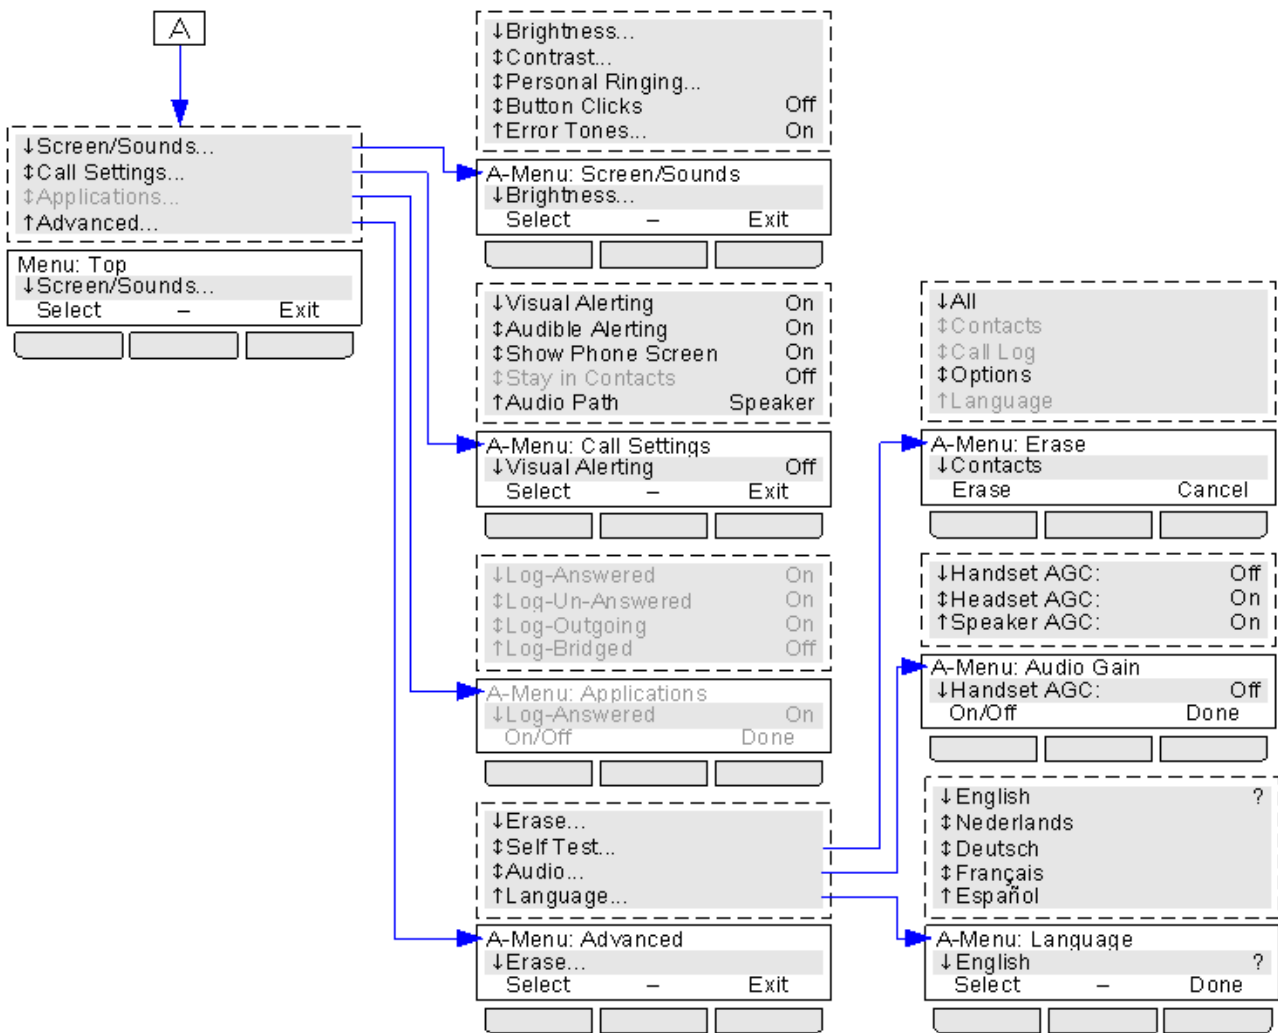 A
↓Screen/Sounds...
↕Call Settings...
↕Applications...
↑Advanced...
Menu: Top
↓Screen/Sounds...
Select – Exit
↓Brightness...
↕Contrast...
↕Personal Ringing...
↕Button Clicks Off
↑Error Tones... On
A-Menu: Screen/Sounds
↓Brightness...
Select – Exit
↓Visual Alerting On
↕Audible Alerting On
↕Show Phone Screen On
↕Stay in Contacts Off
↑Audio Path Speaker
A-Menu: Call Settings
↓Visual Alerting Off
Select – Exit
↓Log-Answered On
↕Log-Un-Answered On
↕Log-Outgoing On
↑Log-Bridged Off
A-Menu: Applications
↓Log-Answered On
On/Off Done
↓Erase...
↕Self Test...
↕Audio...
↑Language...
A-Menu: Advanced
↓Erase...
Select – Exit
↓All
↕Contacts
↕Call Log
↕Options
↑Language
A-Menu: Erase
↓Contacts
Erase Cancel
↓Handset AGC: Off
↕Headset AGC: On
↑Speaker AGC: On
A-Menu: Audio Gain
↓Handset AGC: Off
On/Off Done
↓English ?
↕Nederlands
↕Deutsch
↕Français
↑Español
A-Menu: Language
↓English ?
Select – Done